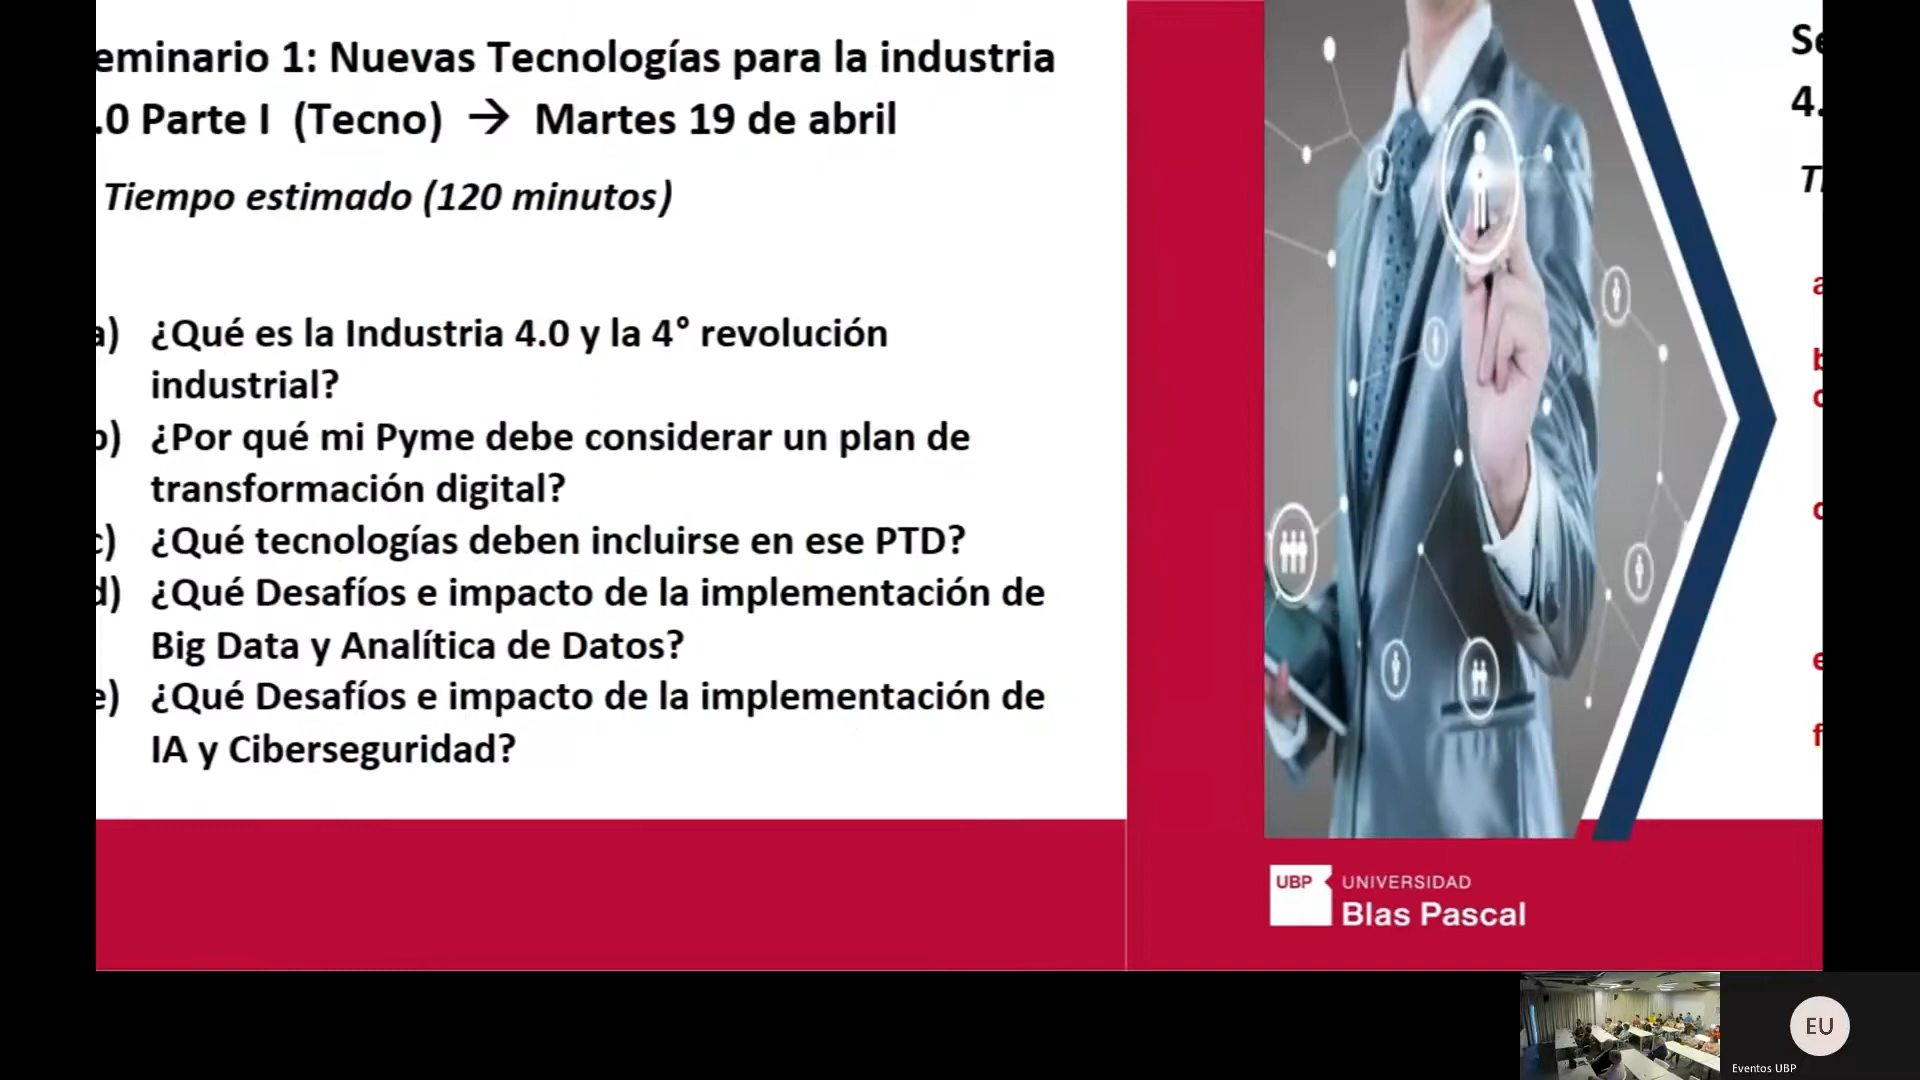 eminario 1: Nuevas Tecnologías para la industria
.0 Parte I (Tecno) → Martes 19 de abril
Tiempo estimado (120 minutos)
a) ¿Qué es la Industria 4.0 y la 4° revolución
industrial?
b) ¿Por qué mi Pyme debe considerar un plan de
transformación digital?
c) ¿Qué tecnologías deben incluirse en ese PTD?
d) ¿Qué Desafíos e impacto de la implementación de
Big Data y Analítica de Datos?
e) ¿Qué Desafíos e impacto de la implementación de
IA y Ciberseguridad?
UBP
UNIVERSIDAD
Blas Pascal
Se
4.
EU
Eventos UBP